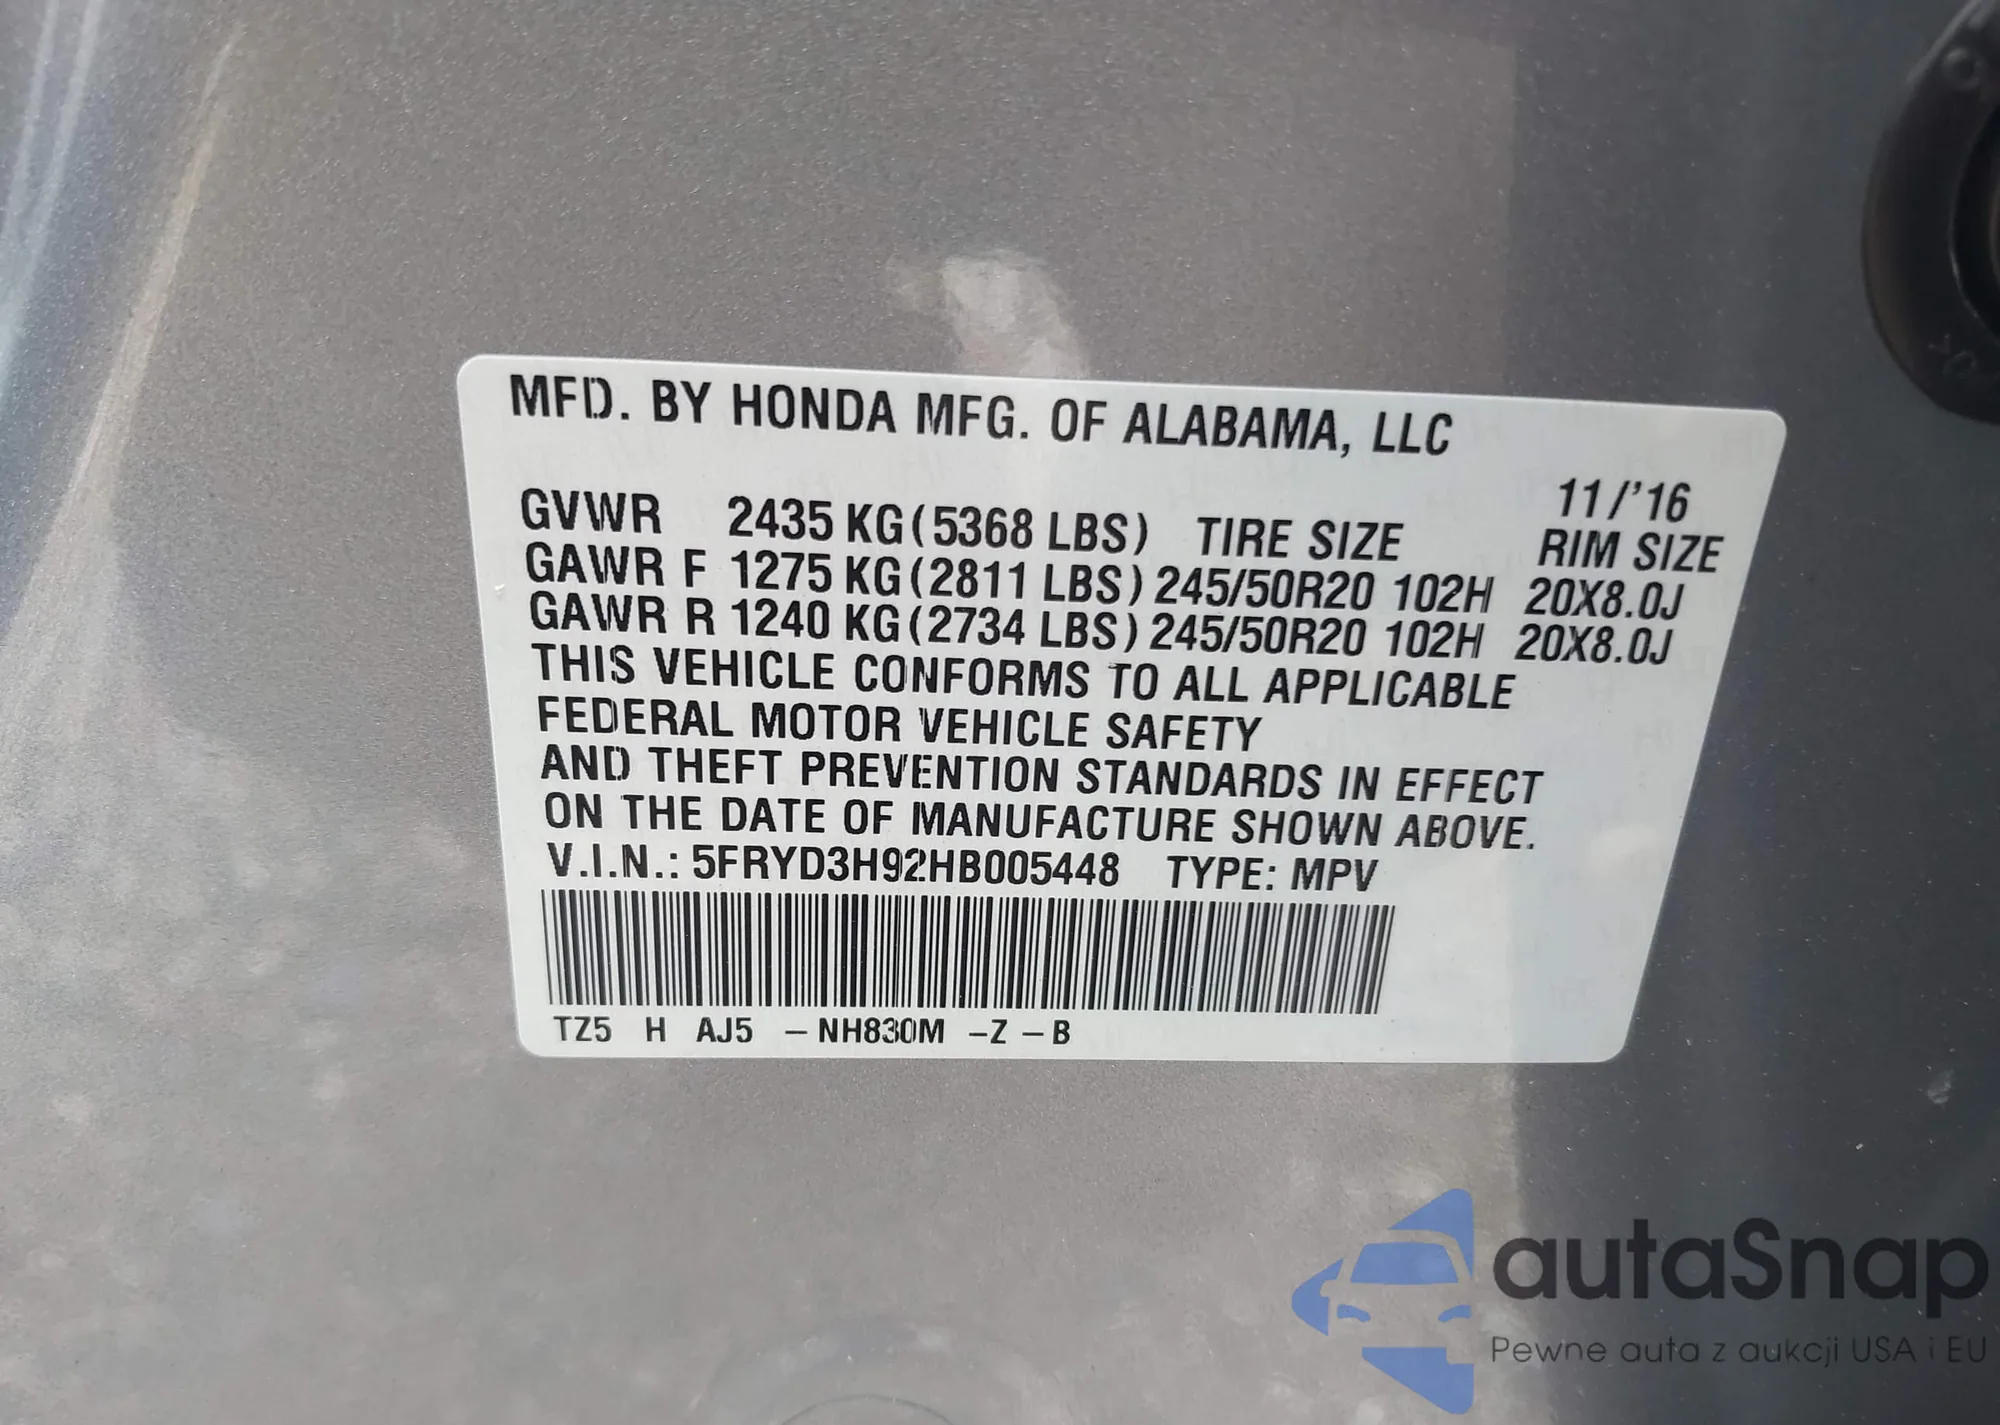 MFD. BY HONDA MFG. OF ALABAMA, LLC
11/'16
GVWR 2435 KG (5368 LBS) TIRE SIZE RIM SIZE
GAWR F 1275 KG (2811 LBS) 245/50R20 102H 20X8.0J
GAWR R 1240 KG (2734 LBS) 245/50R20 102H 20X8.0J
THIS VEHICLE CONFORMS TO ALL APPLICABLE
FEDERAL MOTOR VEHICLE SAFETY
AND THEFT PREVENTION STANDARDS IN EFFECT
ON THE DATE OF MANUFACTURE SHOWN ABOVE.
V.I.N.: 5FRYD3H92HB005448 TYPE: MPV
TZ5 H AJ5 – NH830M –Z – B
autaSnap
Pewne auta z aukcji USA i EU